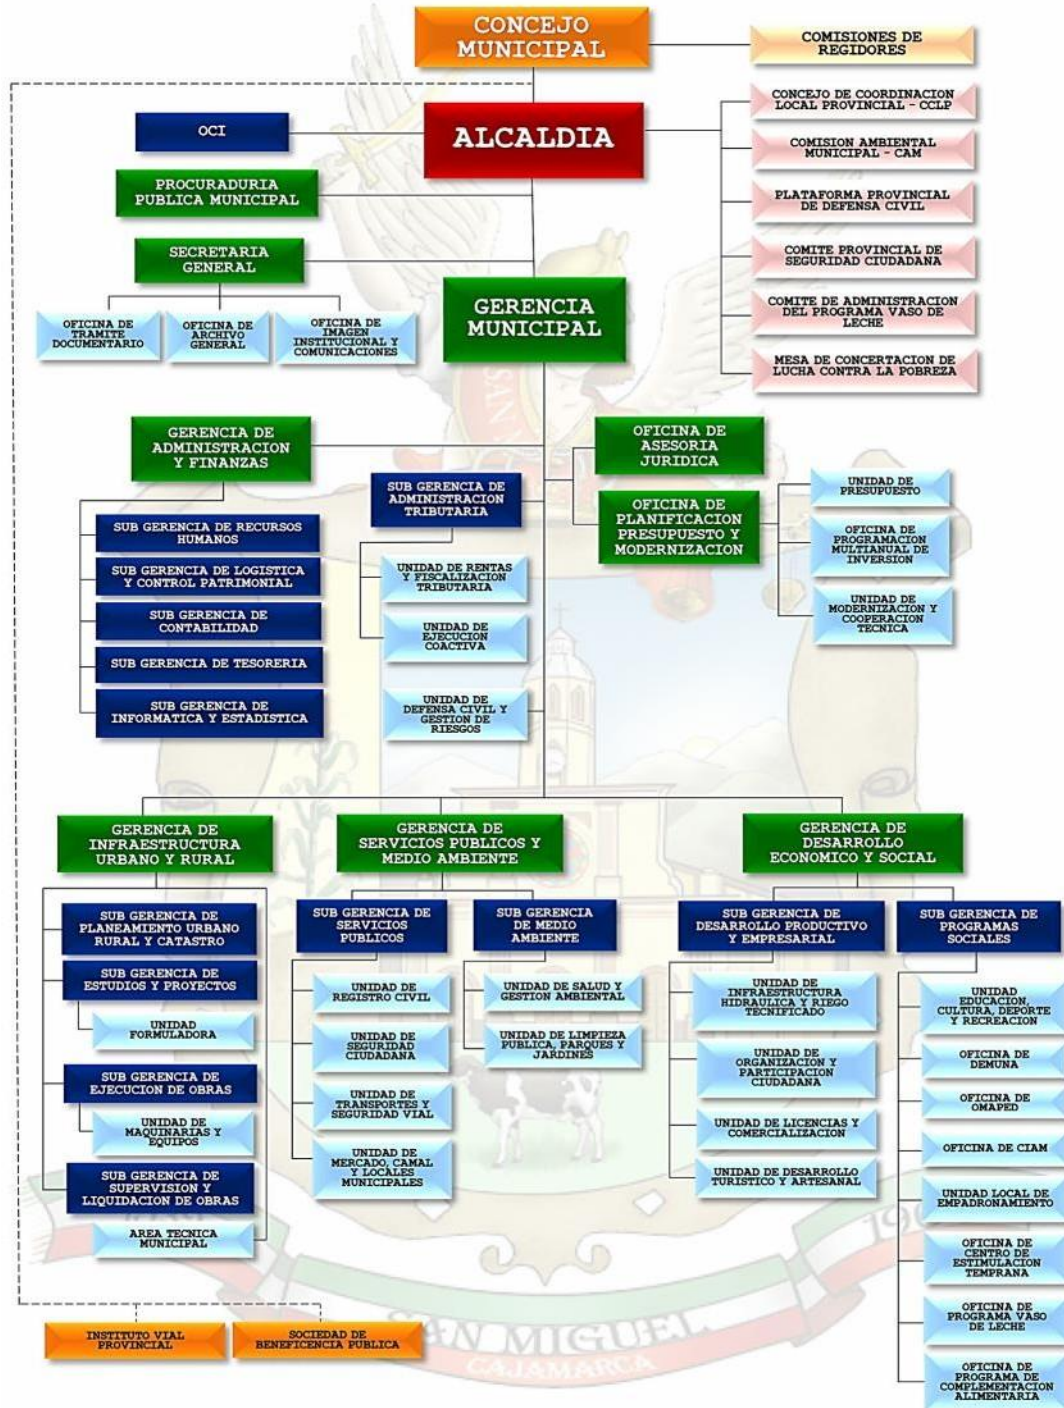 CONCEJO
MUNICIPAL
COMISIONES DE
REGIDORES
ALCALDIA
OCI
PROCURADURIA
PUBLICA MUNICIPAL
SECRETARIA
GENERAL
OFICINA DE
TRAMITE
DOCUMENTARIO
OFICINA DE
ARCHIVO
GENERAL
OFICINA DE
IMAGEN
INSTITUCIONAL Y
COMUNICACIONES
CONCEJO DE COORDINACION
LOCAL PROVINCIAL - CCLP
COMISION AMBIENTAL
MUNICIPAL - CAM
PLATAFORMA PROVINCIAL
DE DEFENSA CIVIL
COMITE PROVINCIAL DE
SEGURIDAD CIUDADANA
COMITE DE ADMINISTRACION
DEL PROGRAMA VASO DE
LECHE
MESA DE CONCERTACION DE
LUCHA CONTRA LA POBREZA
GERENCIA
MUNICIPAL
GERENCIA DE
ADMINISTRACION
Y FINANZAS
SUB GERENCIA DE RECURSOS
HUMANOS
SUB GERENCIA DE LOGISTICA
Y CONTROL PATRIMONIAL
SUB GERENCIA DE
CONTABILIDAD
SUB GERENCIA DE TESORERIA
SUB GERENCIA DE
INFORMATICA Y ESTADISTICA
SUB GERENCIA DE
ADMINISTRACION
TRIBUTARIA
UNIDAD DE RENTAS
Y FISCALIZACION
TRIBUTARIA
UNIDAD DE
EJECUCION
COACTIVA
UNIDAD DE
DEFENSA CIVIL Y
GESTION DE
RIESGOS
OFICINA DE
ASESORIA
JURIDICA
OFICINA DE
PLANIFICACION
PRESUPUESTO Y
MODERNIZACION
UNIDAD DE
PRESUPUESTO
OFICINA DE
PROGRAMACION
MULTIANUAL DE
INVERSION
UNIDAD DE
MODERNIZACION Y
COOPERACION
TECNICA
GERENCIA DE
INFRAESTRUCTURA
URBANO Y RURAL
SUB GERENCIA DE
PLANEAMIENTO URBANO
RURAL Y CATASTRO
SUB GERENCIA DE
ESTUDIOS Y PROYECTOS
UNIDAD
FORMULADORA
SUB GERENCIA DE
EJECUCION DE OBRAS
UNIDAD DE
MAQUINARIAS Y
EQUIPOS
SUB GERENCIA DE
SUPERVISION Y
LIQUIDACION DE OBRAS
AREA TECNICA
MUNICIPAL
GERENCIA DE
SERVICIOS PUBLICOS Y
MEDIO AMBIENTE
SUB GERENCIA DE
SERVICIOS
PUBLICOS
UNIDAD DE
REGISTRO CIVIL
UNIDAD DE
SEGURIDAD
CIUDADANA
UNIDAD DE
TRANSPORTES Y
SEGURIDAD VIAL
UNIDAD DE
MERCADO, CAMAL
Y LOCALES
MUNICIPALES
SUB GERENCIA
DE MEDIO
AMBIENTE
UNIDAD DE SALUD Y
GESTION AMBIENTAL
UNIDAD DE LIMPIEZA
PUBLICA, PARQUES Y
JARDINES
GERENCIA DE
DESARROLLO
ECONOMICO Y SOCIAL
SUB GERENCIA DE
DESARROLLO PRODUCTIVO
Y EMPRESARIAL
UNIDAD DE
INFRAESTRUCTURA
HIDRAULICA Y RIEGO
TECNIFICADO
UNIDAD DE
ORGANIZACION Y
PARTICIPACION
CIUDADANA
UNIDAD DE LICENCIAS Y
COMERCIALIZACION
UNIDAD DE DESARROLLO
TURISTICO Y ARTESANAL
SUB GERENCIA DE
PROGRAMAS
SOCIALES
UNIDAD
EDUCACION,
CULTURA, DEPORTE
Y RECREACION
OFICINA DE
DEMUNA
OFICINA DE
OMAPED
OFICINA DE CIAM
UNIDAD LOCAL DE
EMPADRONAMIENTO
OFICINA DE
CENTRO DE
ESTIMULACION
TEMPRANA
OFICINA DE
PROGRAMA VASO
DE LECHE
OFICINA DE
PROGRAMA DE
COMPLEMENTACION
ALIMENTARIA
INSTITUTO VIAL
PROVINCIAL
SOCIEDAD DE
BENEFICENCIA PUBLICA
SAN MIGUEL
CAJAMARCA